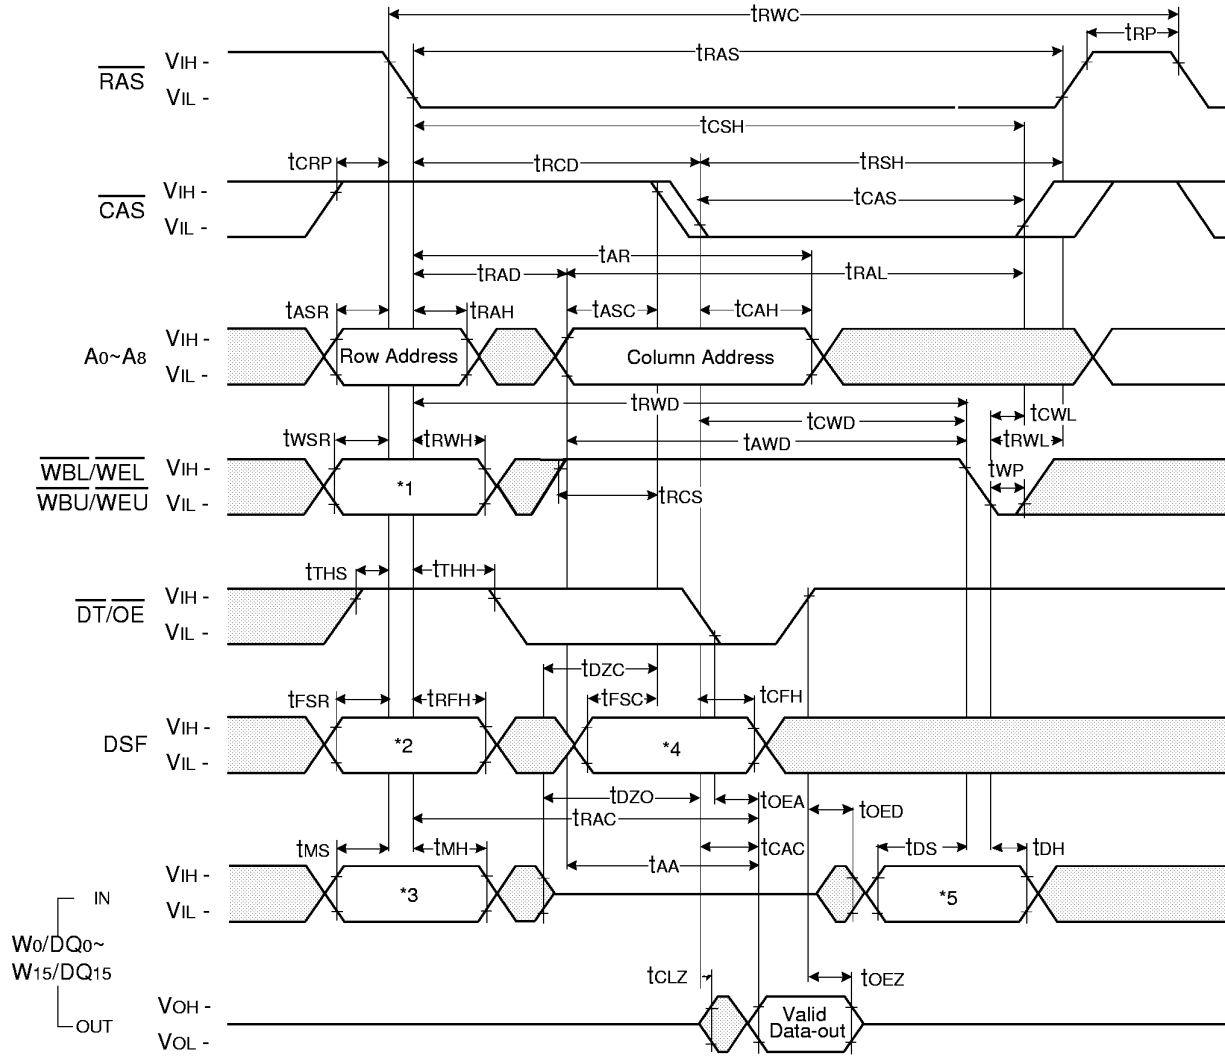 tRWC
tRP
tRAS
RAS
VIH -
VIL -
tCSH
tCRP
tRCD
tRSH
CAS
VIH -
VIL -
tCAS
tAR
tRAD
tRAL
tASR
tRAH
tASC
tCAH
A0~A8
VIH -
VIL -
Row Address
Column Address
tRWD
tCWD
tCWL
tWSR
tRWH
tAWD
tRWL
WBL/WEL
WBU/WEU
VIH -
VIL -
*1
tRCS
tWP
tTHS
tTHH
DT/OE
VIH -
VIL -
tDZC
tFSR
tRFH
tFSC
tCFH
DSF
VIH -
VIL -
*2
*4
tDZO
tOEA
tOED
tRAC
tCAC
tMS
tMH
tAA
tDS
tDH
VIH -
VIL -
*3
*5
IN
W0/DQ0~
W15/DQ15
OUT
tCLZ
tOEZ
VOH -
VOL -
Valid
Data-out